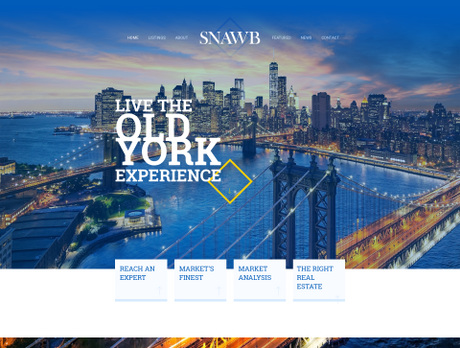 HOME LISTINGS ABOUT SNAWB FEATURED NEWS CONTACT
LIVE THE
OLD
YORK
EXPERIENCE
REACH AN
EXPERT
MARKET'S
FINEST
MARKET
ANALYSIS
THE RIGHT
REAL
ESTATE